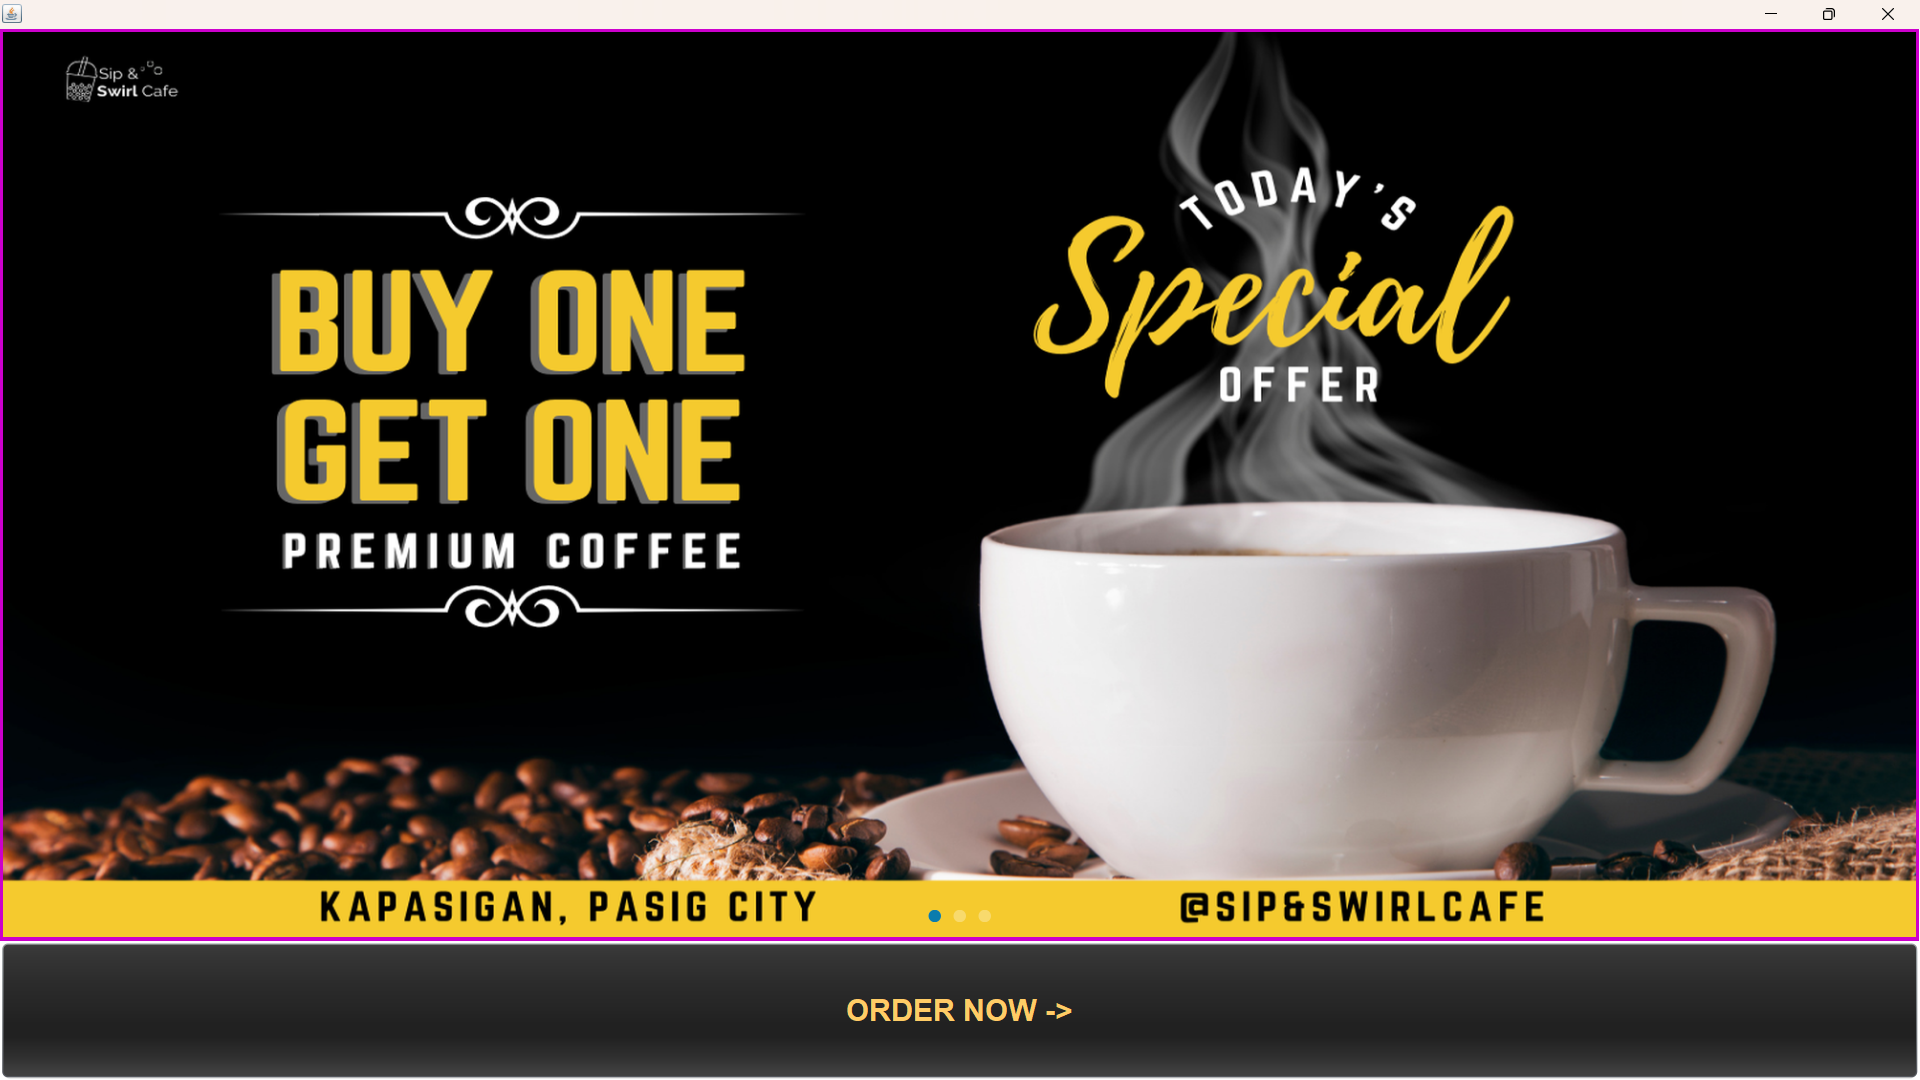 Sip &
Swirl Cafe
BUY ONE
GET ONE
PREMIUM COFFEE
TODAY'S
Special
OFFER
KAPASIGAN, PASIG CITY
@SIP&SWIRLCAFE
ORDER NOW ->